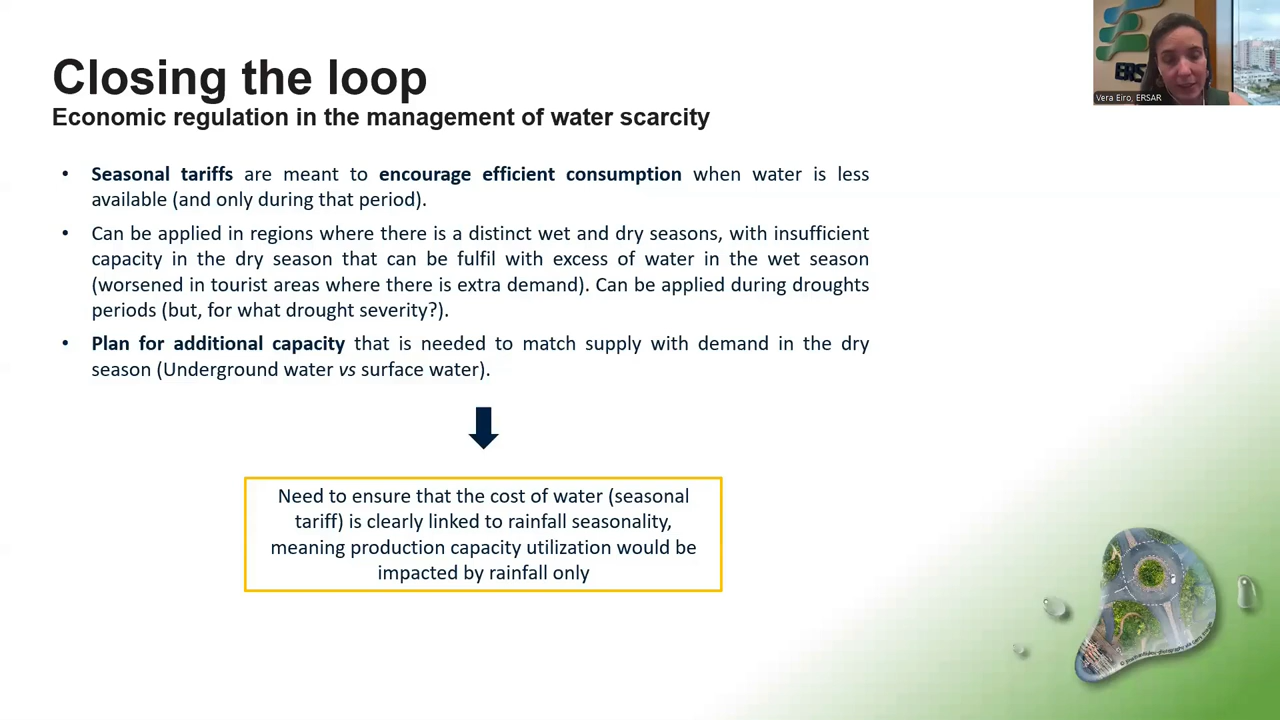 Closing the loop
Economic regulation in the management of water scarcity
• Seasonal tariffs are meant to encourage efficient consumption when water is less
available (and only during that period).
• Can be applied in regions where there is a distinct wet and dry seasons, with insufficient
capacity in the dry season that can be fulfil with excess of water in the wet season
(worsened in tourist areas where there is extra demand). Can be applied during droughts
periods (but, for what drought severity?).
• Plan for additional capacity that is needed to match supply with demand in the dry
season (Underground water vs surface water).
Need to ensure that the cost of water (seasonal
tariff) is clearly linked to rainfall seasonality,
meaning production capacity utilization would be
impacted by rainfall only
ERS
Vera Eiro, ERSAR